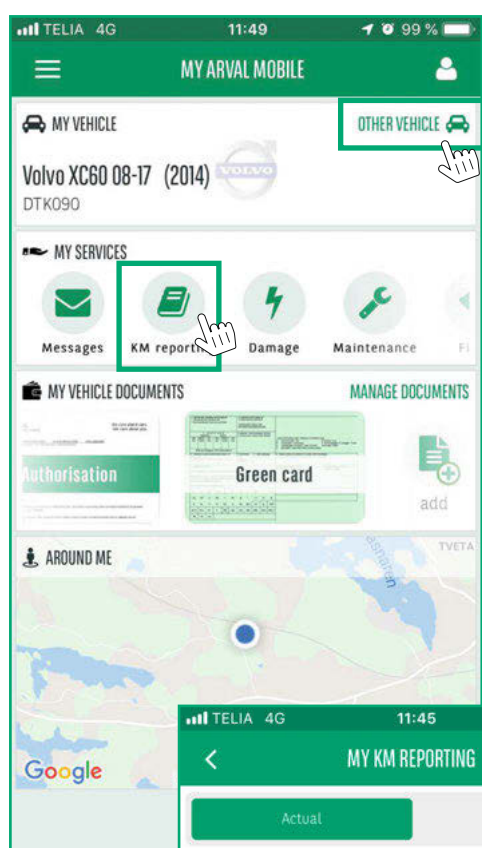 TELIA 4G 11:49 99 %
MY ARVAL MOBILE
MY VEHICLE OTHER VEHICLE
Volvo XC60 08-17 (2014) VOLVO
DTK090
MY SERVICES
Messages KM reporting Damage Maintenance
MY VEHICLE DOCUMENTS MANAGE DOCUMENTS
Authorisation Green card
add
AROUND ME TVETA
Google
TELIA 4G 11:45
MY KM REPORTING
Actual